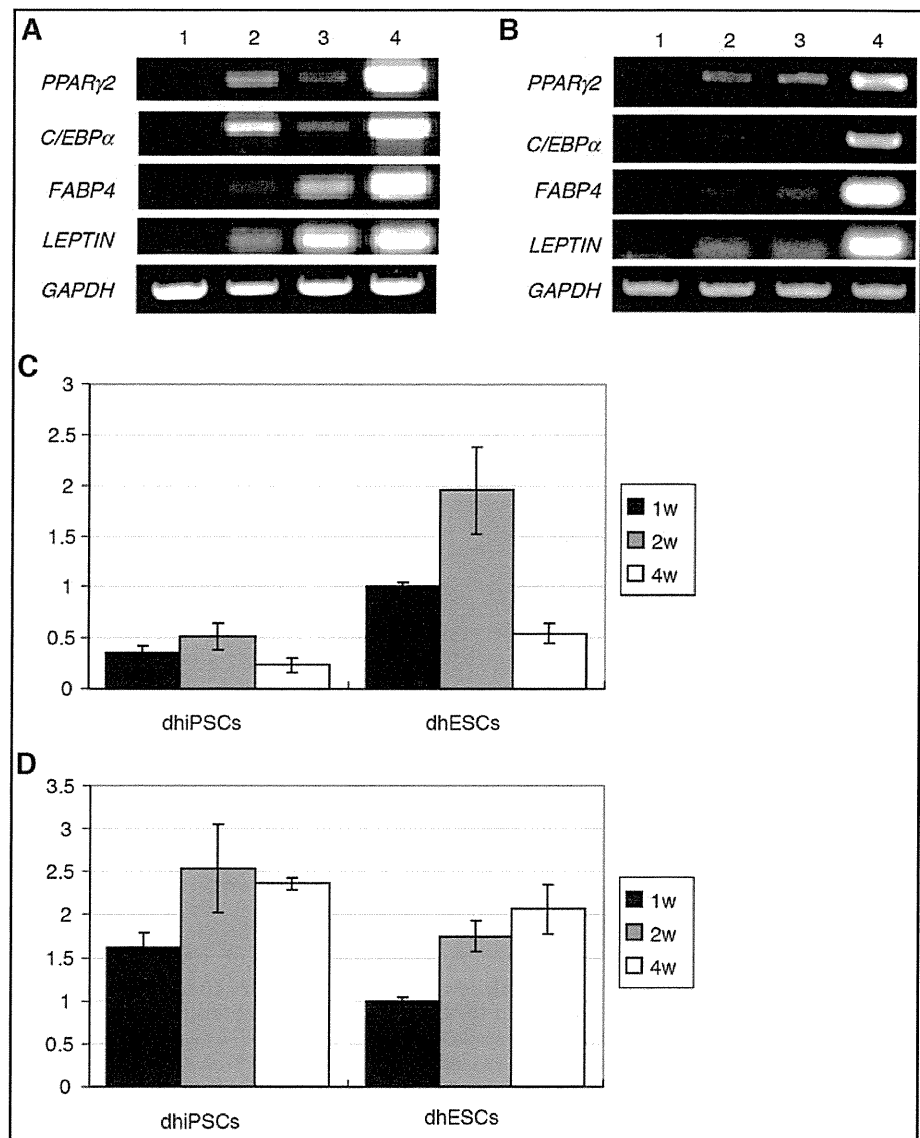 A
1 2 3 4
PPARγ2
C/EBPα
FABP4
LEPTIN
GAPDH
B
1 2 3 4
PPARγ2
C/EBPα
FABP4
LEPTIN
GAPDH
C
3
2.5
2
1.5
1
0.5
0
dhiPSCs dhESCs
1w
2w
4w
D
3.5
3
2.5
2
1.5
1
0.5
0
dhiPSCs dhESCs
1w
2w
4w